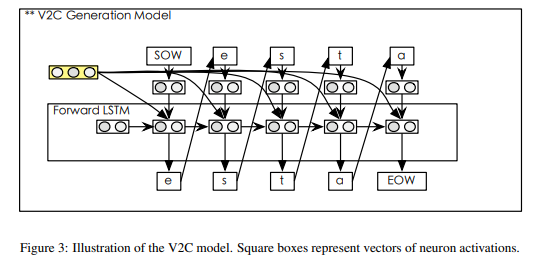 ** V2C Generation Model
SOW e s t a
Forward LSTM
e s t a EOW
Figure 3: Illustration of the V2C model. Square boxes represent vectors of neuron activations.